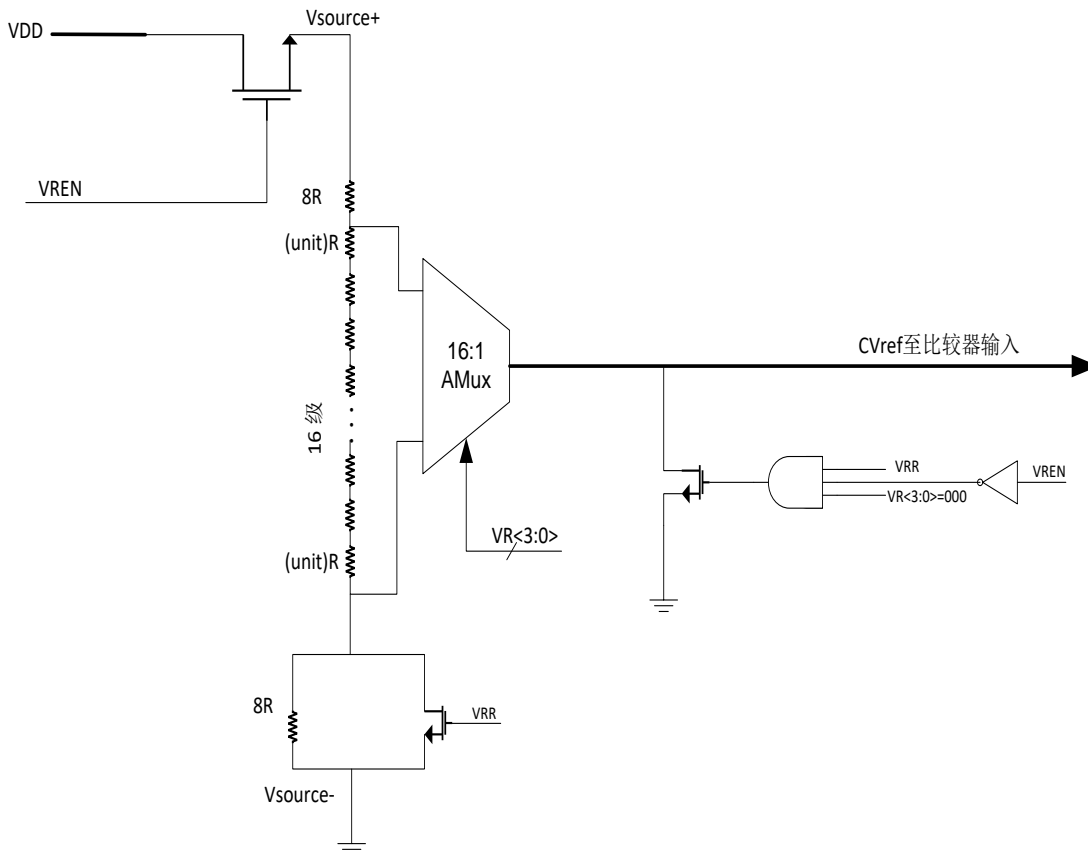 Vsource+
VDD
VREN
8R
(unit)R
16:1
AMux
CVref至比较器输入
16 级
VRR
VREN
VR<3:0>=000
VR<3:0>
(unit)R
8R
VRR
Vsource-